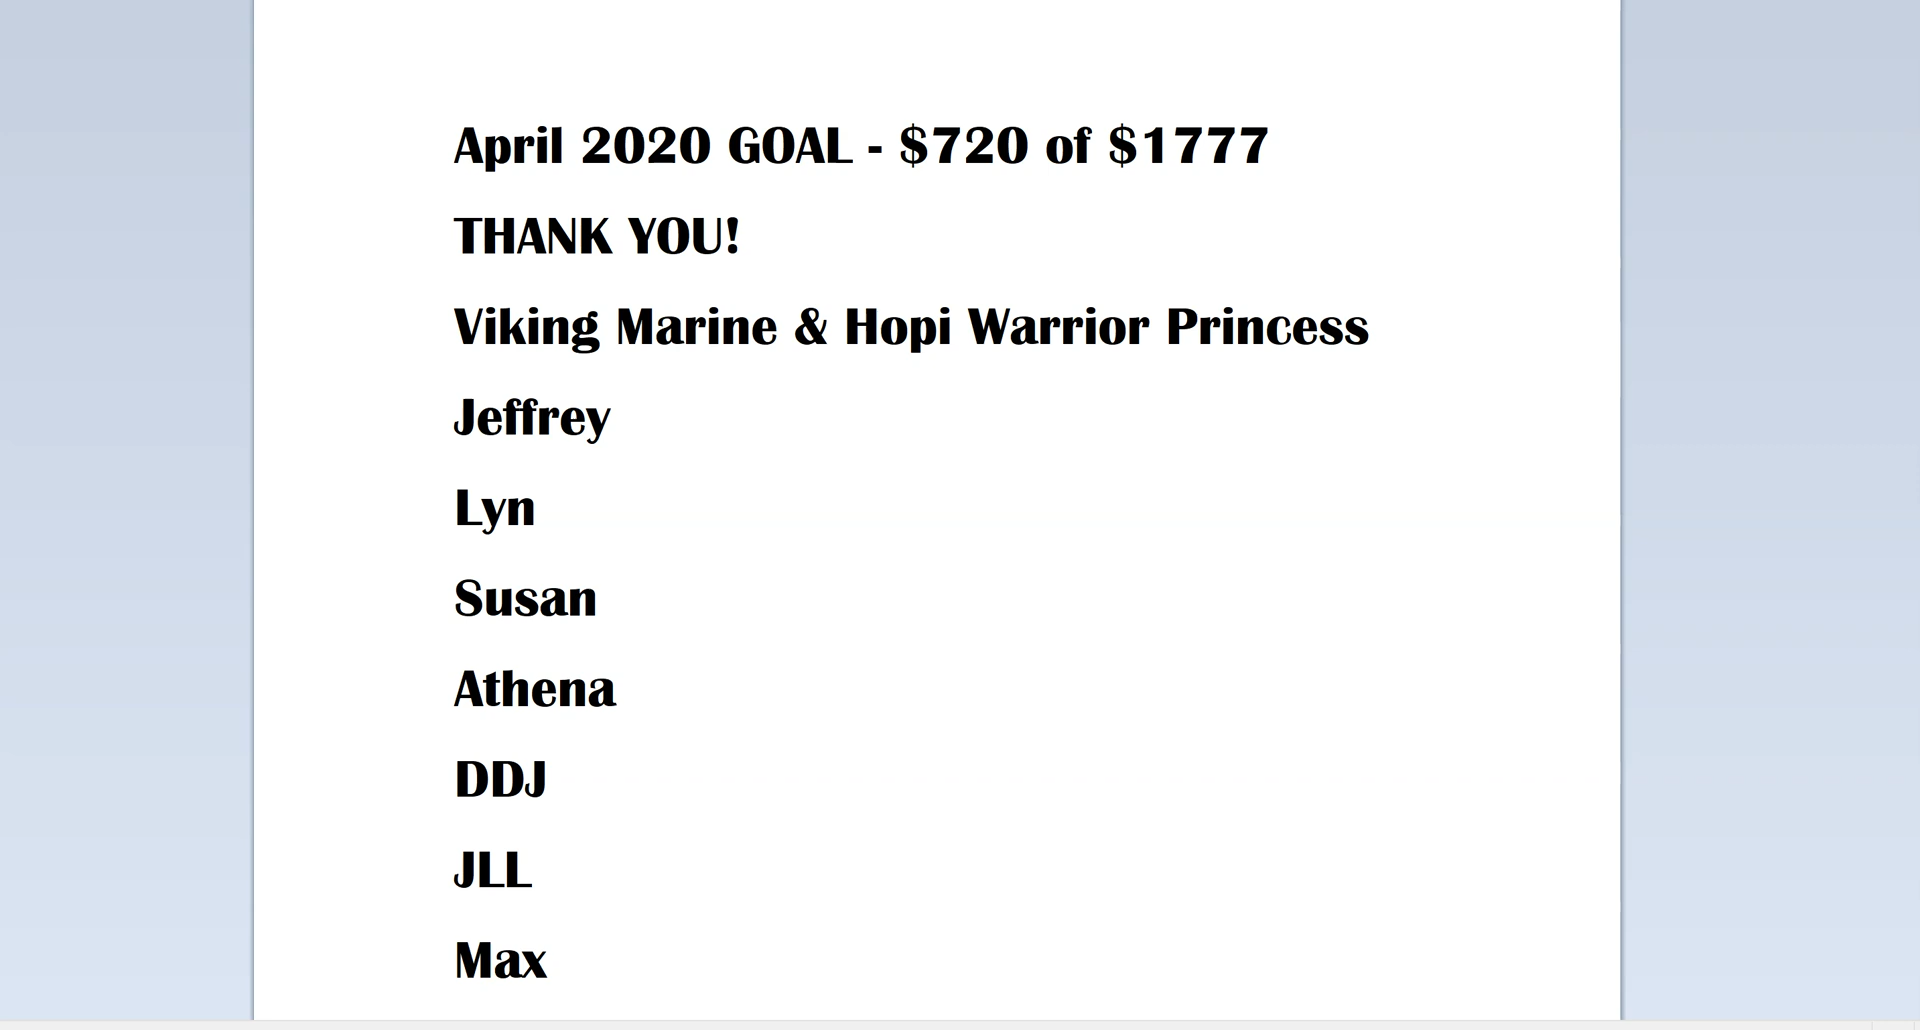 April 2020 GOAL - $720 of $1777
THANK YOU!
Viking Marine & Hopi Warrior Princess
Jeffrey
Lyn
Susan
Athena
DDJ
JLL
Max